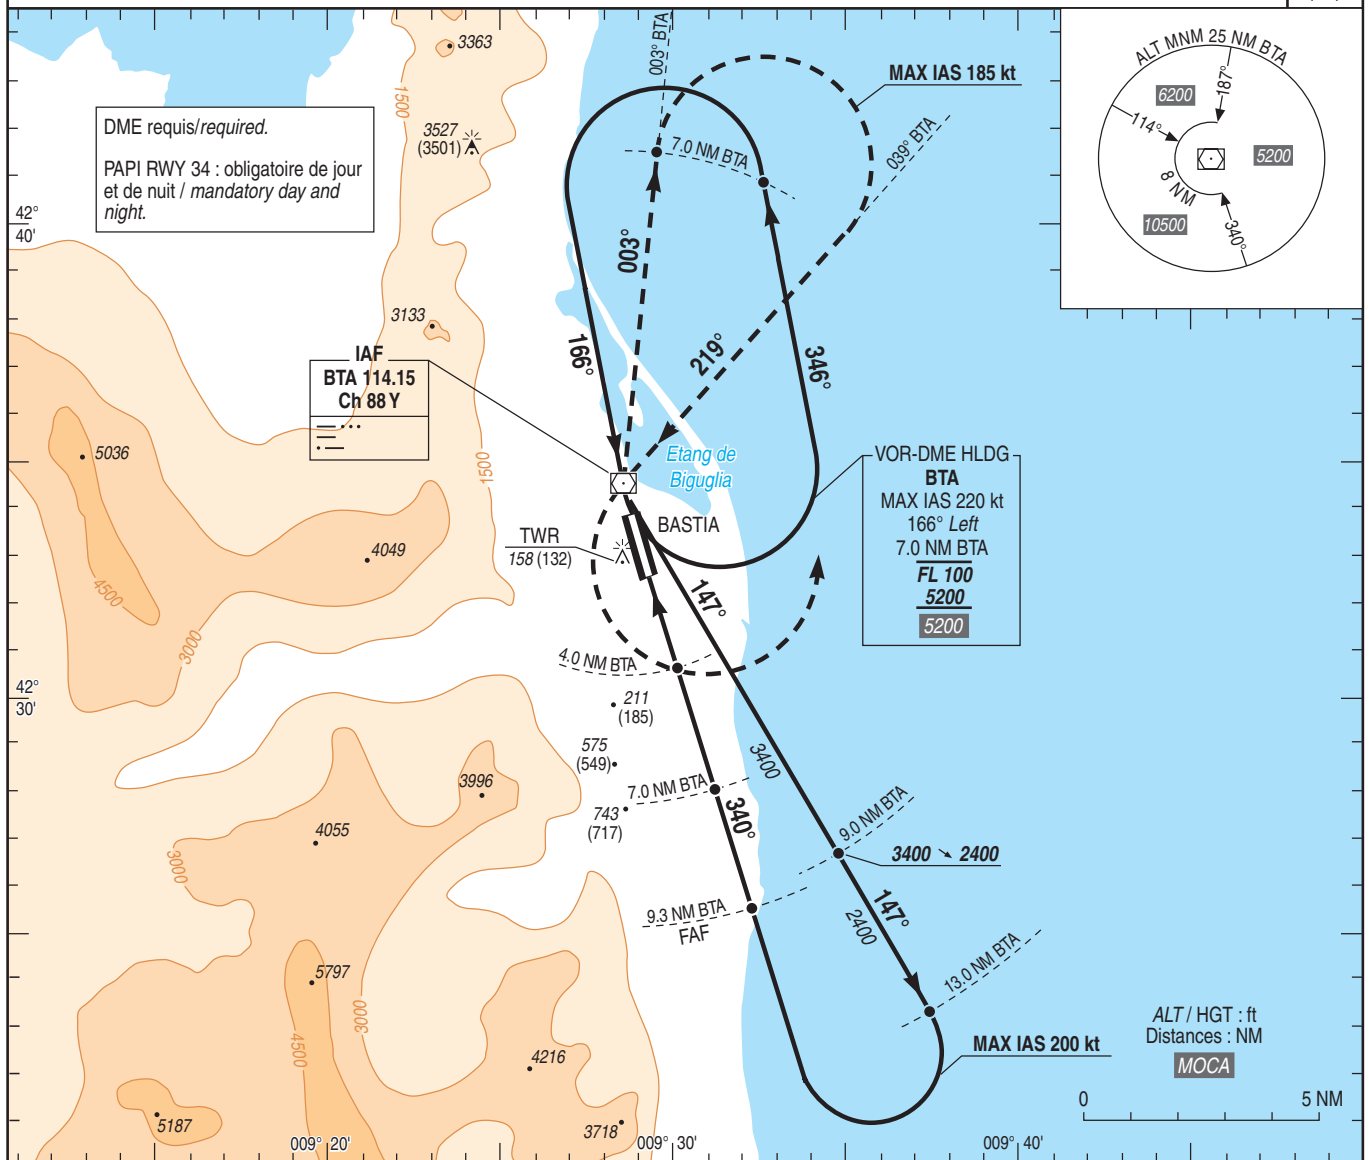 3363
1500
003° BTA
MAX IAS 185 kt
ALT MNM 25 NM BTA
187°
6200
114°
5200
8 NM
10500
340°
DME requis/required.
PAPI RWY 34 : obligatoire de jour
et de nuit / mandatory day and
night.
3527
(3501)
7.0 NM BTA
039° BTA
42°
40'
003°
3133
166°
219°
346°
IAF
BTA 114.15
Ch 88 Y
5036
1500
Etang de
Biguglia
VOR-DME HLDG
BTA
MAX IAS 220 kt
166° Left
7.0 NM BTA
FL 100
5200
5200
BASTIA
TWR
158 (132)
4049
4500
3000
147°
4.0 NM BTA
42°
30'
211
(185)
575
(549)
3400
3996
7.0 NM BTA
743
(717)
340°
9.0 NM BTA
3400 ↘ 2400
4055
3000
147°
2400
9.3 NM BTA
FAF
13.0 NM BTA
5797
3000
4500
4216
MAX IAS 200 kt
ALT / HGT : ft
Distances : NM
MOCA
0 5 NM
5187
3718
009° 20'
009° 30'
009° 40'